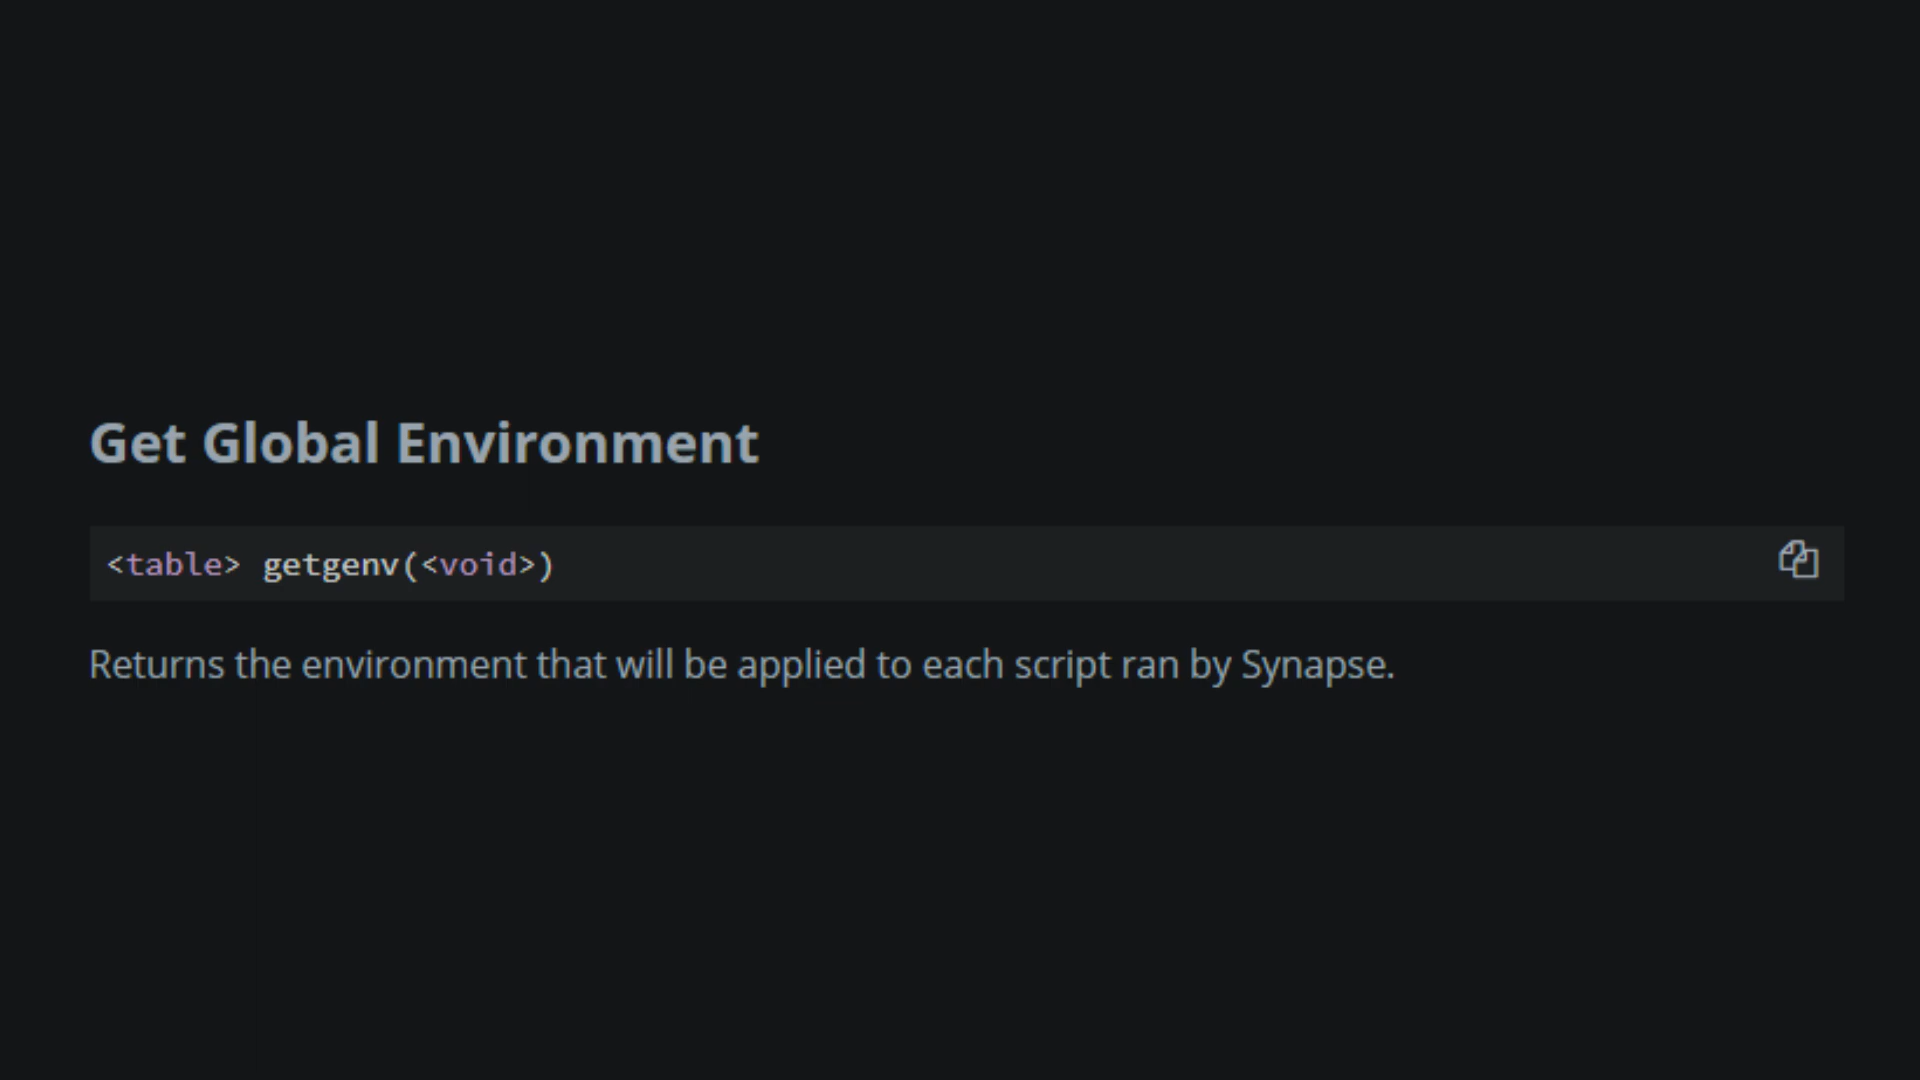 Get Global Environment
<table> getgenv(<void>)
Returns the environment that will be applied to each script ran by Synapse.